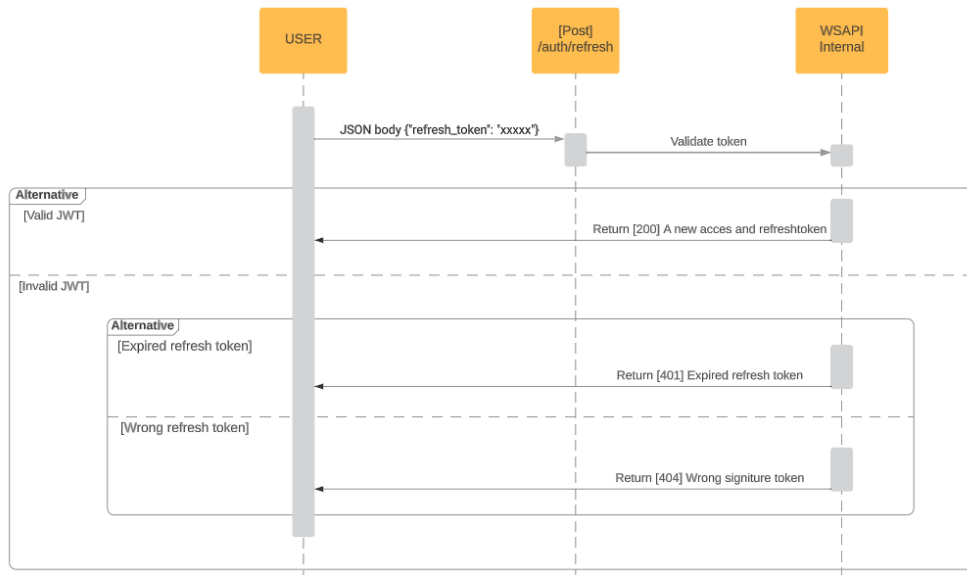 USER
[Post]
/auth/refresh
WSAPI
Internal
JSON body {"refresh_token": "xxxxx"}
Validate token
Alternative
[Valid JWT]
Return [200] A new acces and refreshtoken
[Invalid JWT]
Alternative
[Expired refresh token]
Return [401] Expired refresh token
[Wrong refresh token]
Return [404] Wrong signiture token